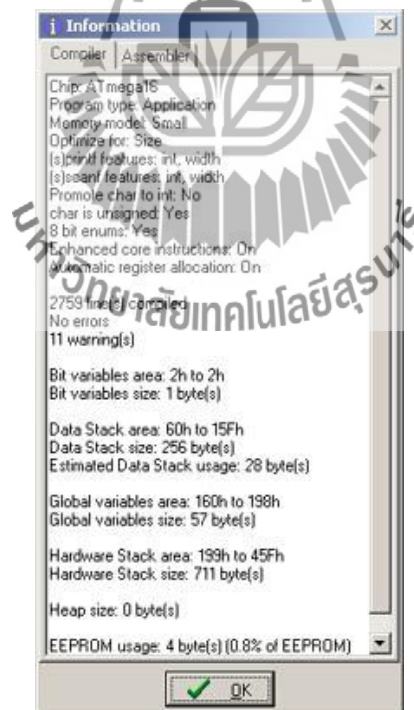 Information
Compiler Assembler
Chip: ATmega16
Program type: Application
Memory model: Small
Optimize for: Size
(s)printf features: int, width
(s)scanf features: int, width
Promote char to int: No
char is unsigned: Yes
8 bit enums: Yes
Enhanced core instructions: On
Automatic register allocation: On
2759 line(s) compiled
No errors
11 warning(s)
Bit variables area: 2h to 2h
Bit variables size: 1 byte(s)
Data Stack area: 60h to 15Fh
Data Stack size: 256 byte(s)
Estimated Data Stack usage: 28 byte(s)
Global variables area: 160h to 198h
Global variables size: 57 byte(s)
Hardware Stack area: 199h to 45Fh
Hardware Stack size: 711 byte(s)
Heap size: 0 byte(s)
EEPROM usage: 4 byte(s) (0.8% of EEPROM)
OK